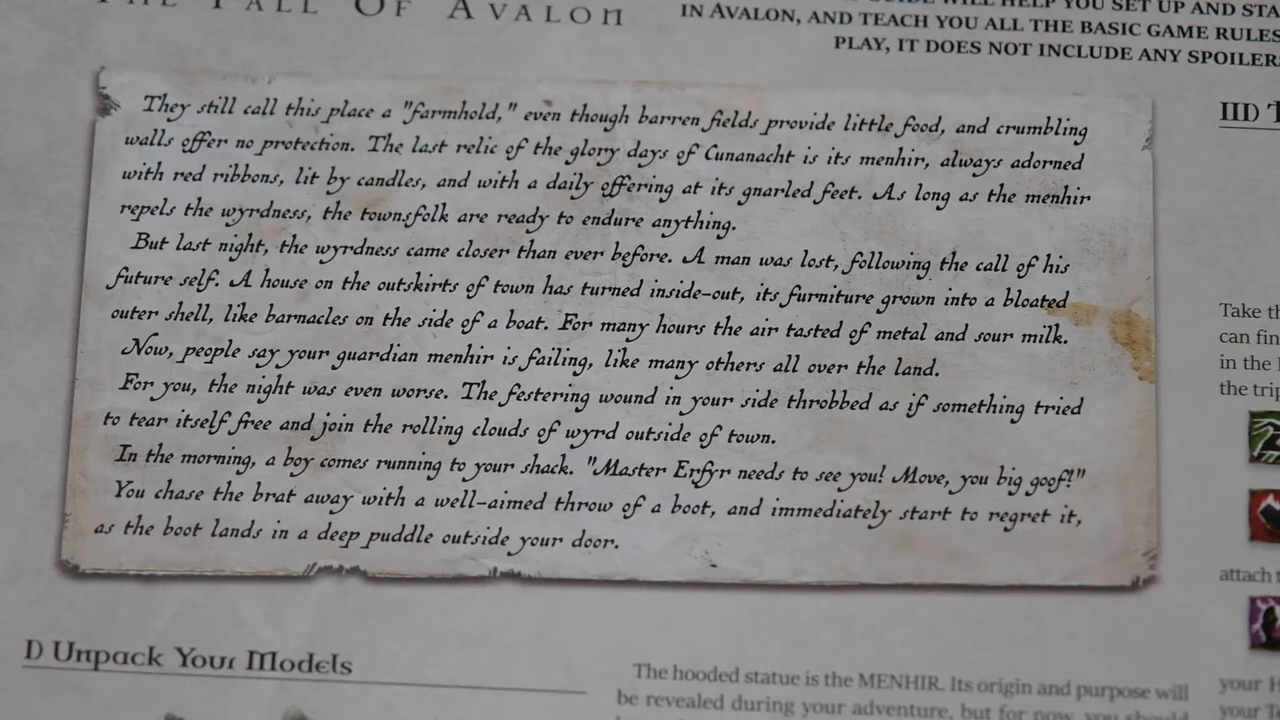 THE FALL OF AVALON
WILL HELP YOU SET UP AND
IN AVALON, AND TEACH YOU ALL THE BASIC GAME RULES
PLAY, IT DOES NOT INCLUDE ANY
They still call this place a "farmhold," even though barren fields provide little food, and crumbling
walls offer no protection. The last relic of the glory days of Cunanacht is its menhir, always adorned
with red ribbons, lit by candles, and with a daily offering at its gnarled feet. As long as the menhir
repels the wyrdness, the townsfolk are ready to endure anything.
But last night, the wyrdness came closer than ever before. A man was lost, following the call of his
future self. A house on the outskirts of town has turned inside-out, its furniture grown into a bloated
outer shell, like barnacles on the side of a boat. For many hours the air tasted of metal and sour milk.
Now, people say your guardian menhir is failing, like many others all over the land.
For you, the night was even worse. The festering wound in your side throbbed as if something tried
to tear itself free and join the rolling clouds of wyrd outside of town.
In the morning, a boy comes running to your shack. "Master Erfyr needs to see you! Move, you big goof!"
You chase the brat away with a well-aimed throw of a boot, and immediately start to regret it,
as the boot lands in a deep puddle outside your door.
I) Unpack Your Models
The hooded statue is the MENHIR. Its origin and purpose will
be revealed during your adventure, but for now, you should
III)
Take
can
in the
the
attach
your
your